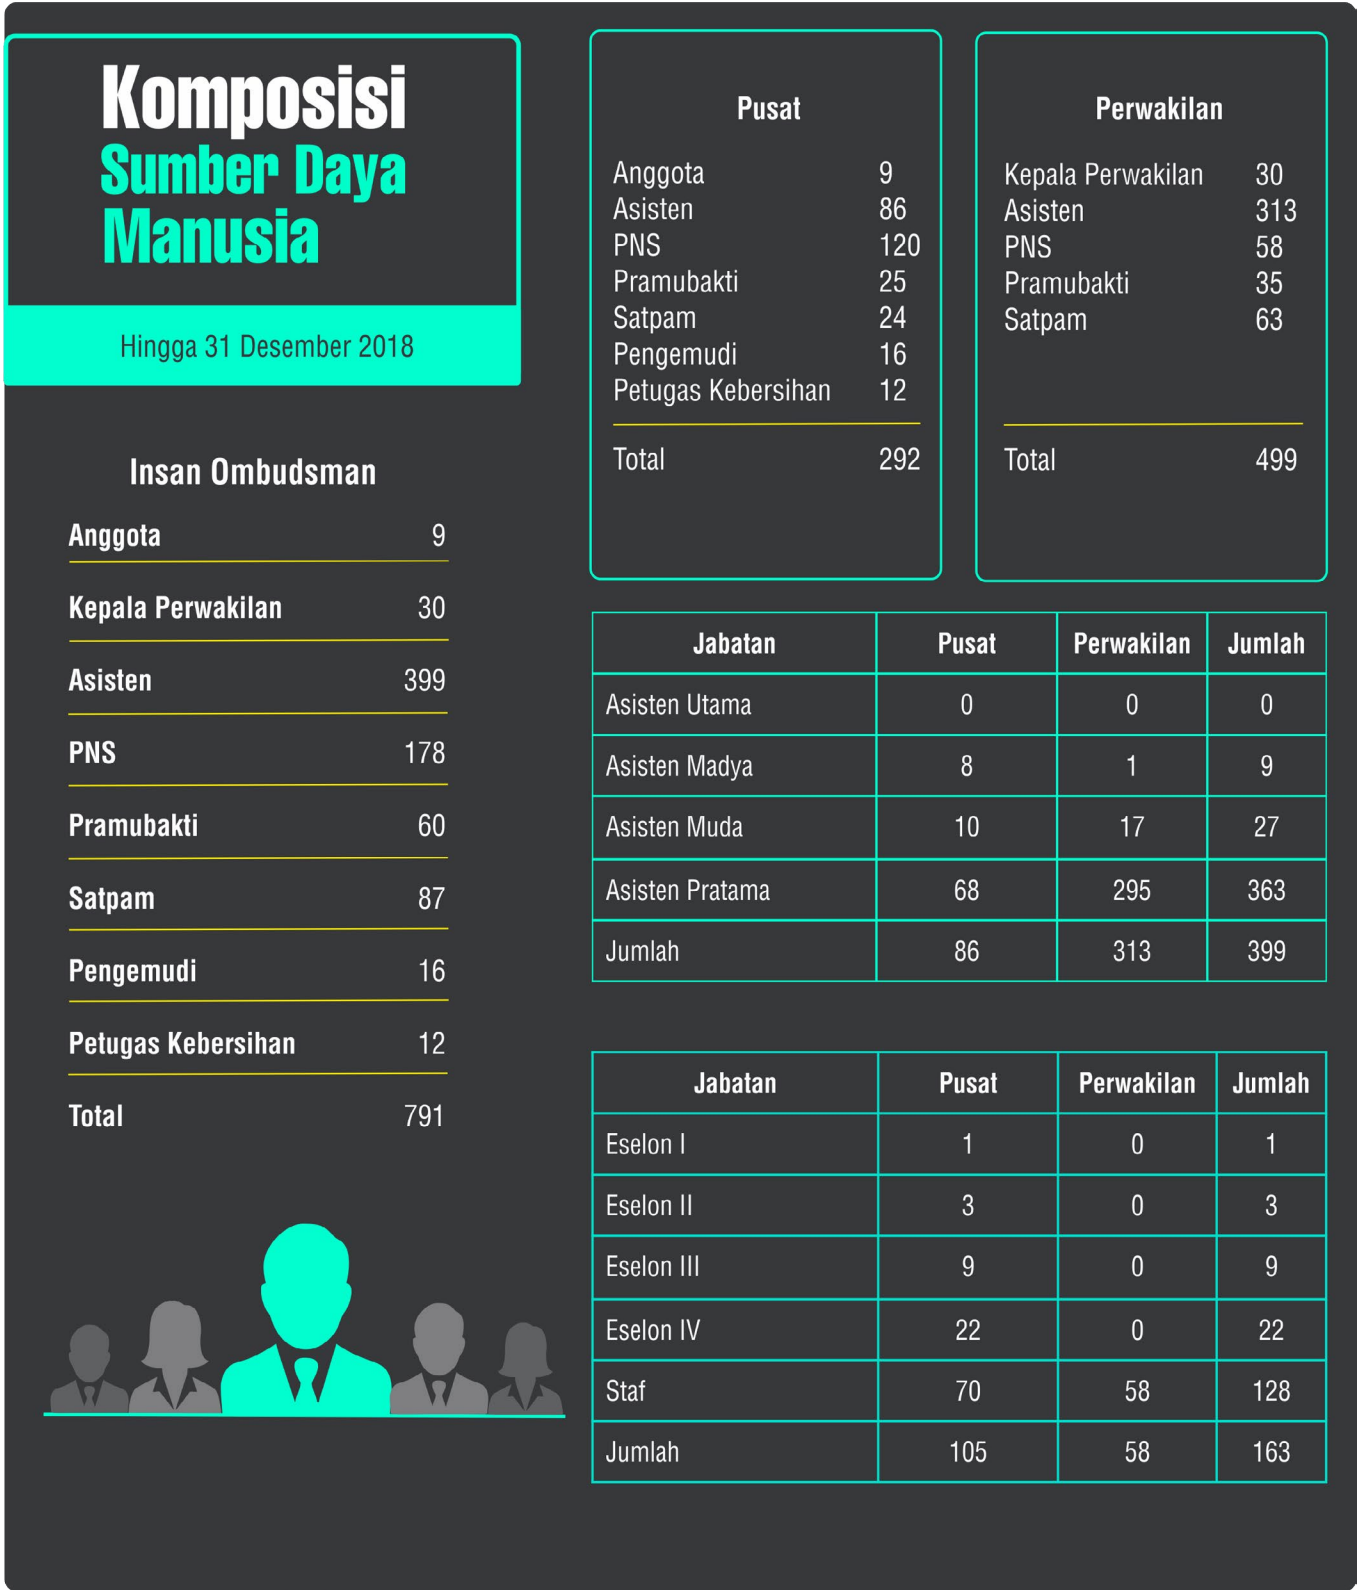 Komposisi
Sumber Daya
Manusia
Hingga 31 Desember 2018
Insan Ombudsman
Anggota 9
Kepala Perwakilan 30
Asisten 399
PNS 178
Pramubakti 60
Satpam 87
Pengemudi 16
Petugas Kebersihan 12
Total 791
Pusat
Anggota 9
Asisten 86
PNS 120
Pramubakti 25
Satpam 24
Pengemudi 16
Petugas Kebersihan 12
Total 292
Perwakilan
Kepala Perwakilan 30
Asisten 313
PNS 58
Pramubakti 35
Satpam 63
Total 499
Jabatan Pusat Perwakilan Jumlah
Asisten Utama 0 0 0
Asisten Madya 8 1 9
Asisten Muda 10 17 27
Asisten Pratama 68 295 363
Jumlah 86 313 399
Jabatan Pusat Perwakilan Jumlah
Eselon I 1 0 1
Eselon II 3 0 3
Eselon III 9 0 9
Eselon IV 22 0 22
Staf 70 58 128
Jumlah 105 58 163